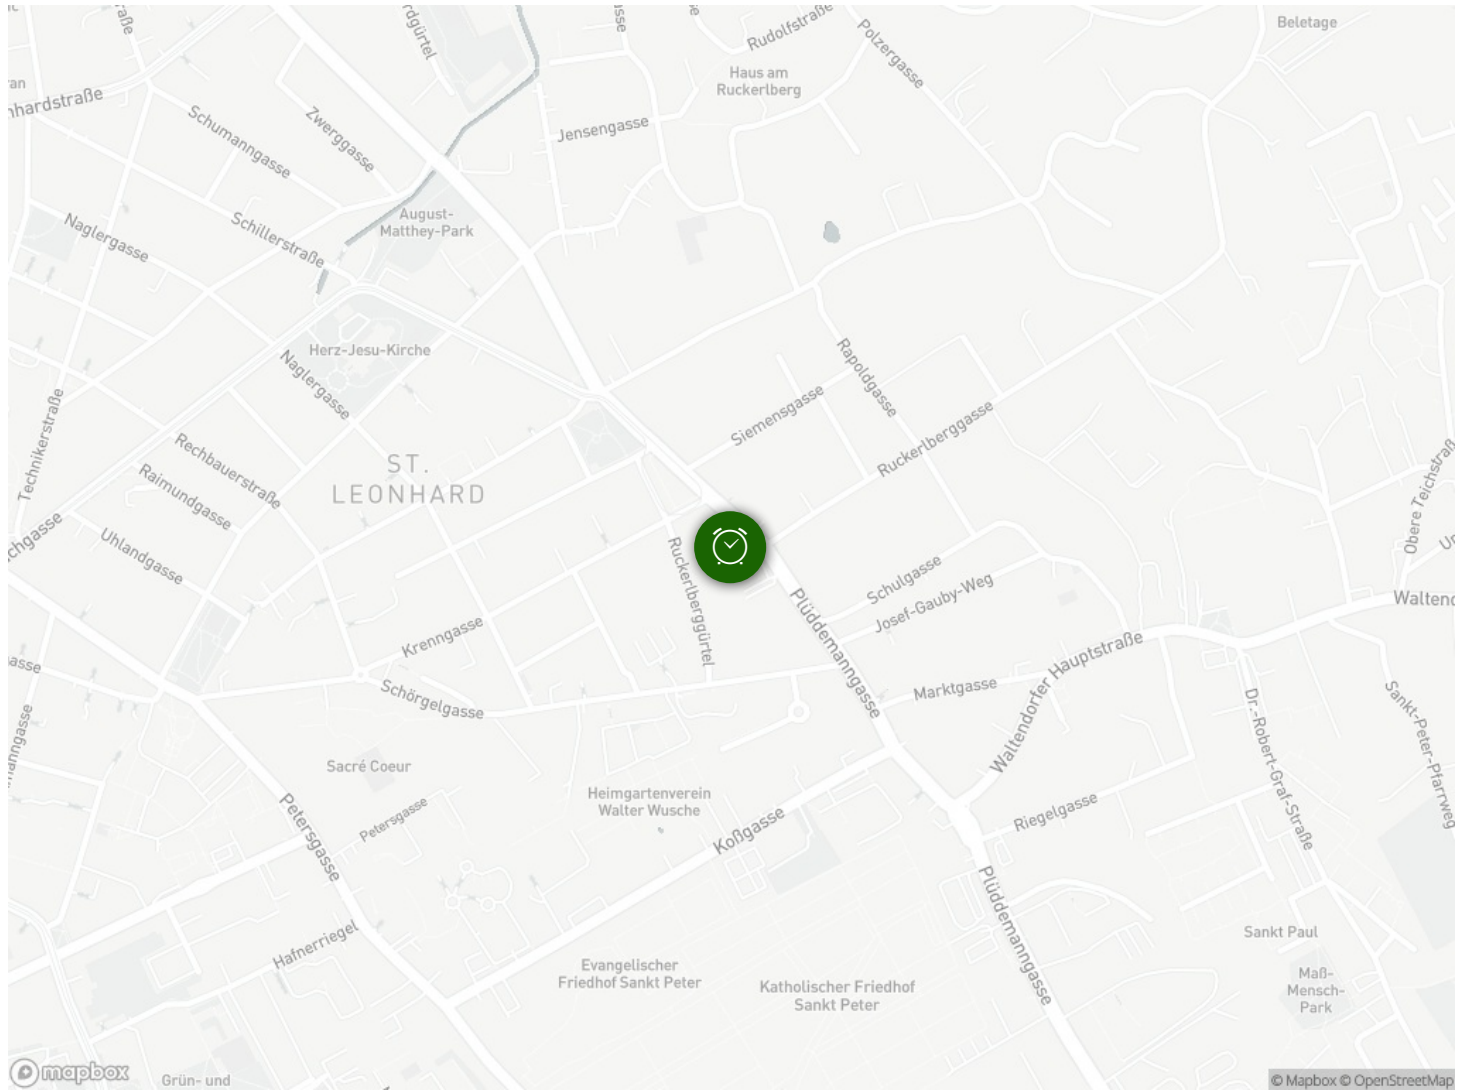 Beletage
Rudolfstraße
Polzergasse
Haus am
Ruckerlberg
Schumanngasse
Zwerggasse
Jensengasse
August-
Matthey-Park
Naglergasse
Schillerstraße
Herz-Jesu-Kirche
Naglergasse
Rapoldgasse
Siemensgasse
Ruckerlberggasse
Technikerstraße
Rechbauerstraße
ST.
LEONHARD
Raimundgasse
Uhlandgasse
Ruckerlberggürtel
Schulgasse
Josef-Gauby-Weg
Krenngasse
Plüddemanngasse
Waltendorfer Hauptstraße
Schörgelgasse
Marktgasse
Dr.-Robert-Graf-Straße
Sankt-Peter-Pfarrweg
Sacré Coeur
Heimgartenverein
Walter Wusche
Petersgasse
Petersgasse
Koßgasse
Riegelgasse
Plüddemanngasse
Hafnerriegel
Sankt Paul
Evangelischer
Friedhof Sankt Peter
Katholischer Friedhof
Sankt Peter
Maß-
Mensch-
Park
mapbox
Grün- und
© Mapbox © OpenStreetMap